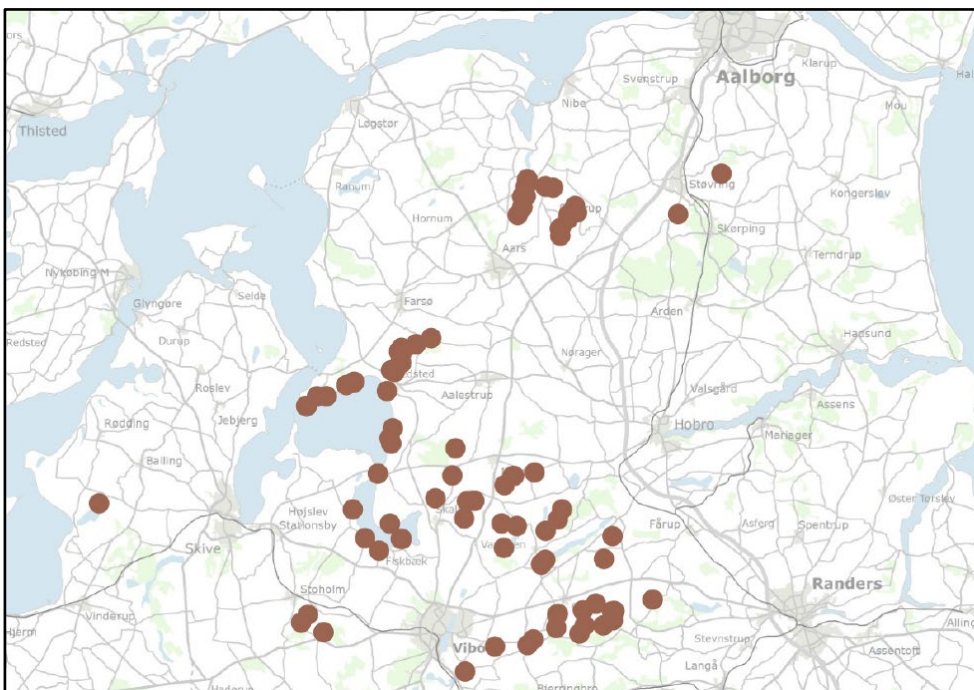 Aalborg
Klarup
Svenstrup
Nibe
Mou
Thisted
Løgstør
Ranum
Støvring
Kongerslev
Hornum
Skørping
Aars
Terndrup
Nykøbing M
Selde
Glyngøre
Farsø
Arden
Redsted
Durup
Hadsund
Nørager
Roslev
Aalestrup
Valsgård
Assens
Jebjerg
Hobro
Rødding
Mariager
Balling
Højslev
Stationsby
Øster Tørslev
Fårup
Asferg
Spentrup
Skive
Fiskbæk
Stoholm
Randers
Vinderup
Hjerm
Stevnstrup
Assentoft
Langå